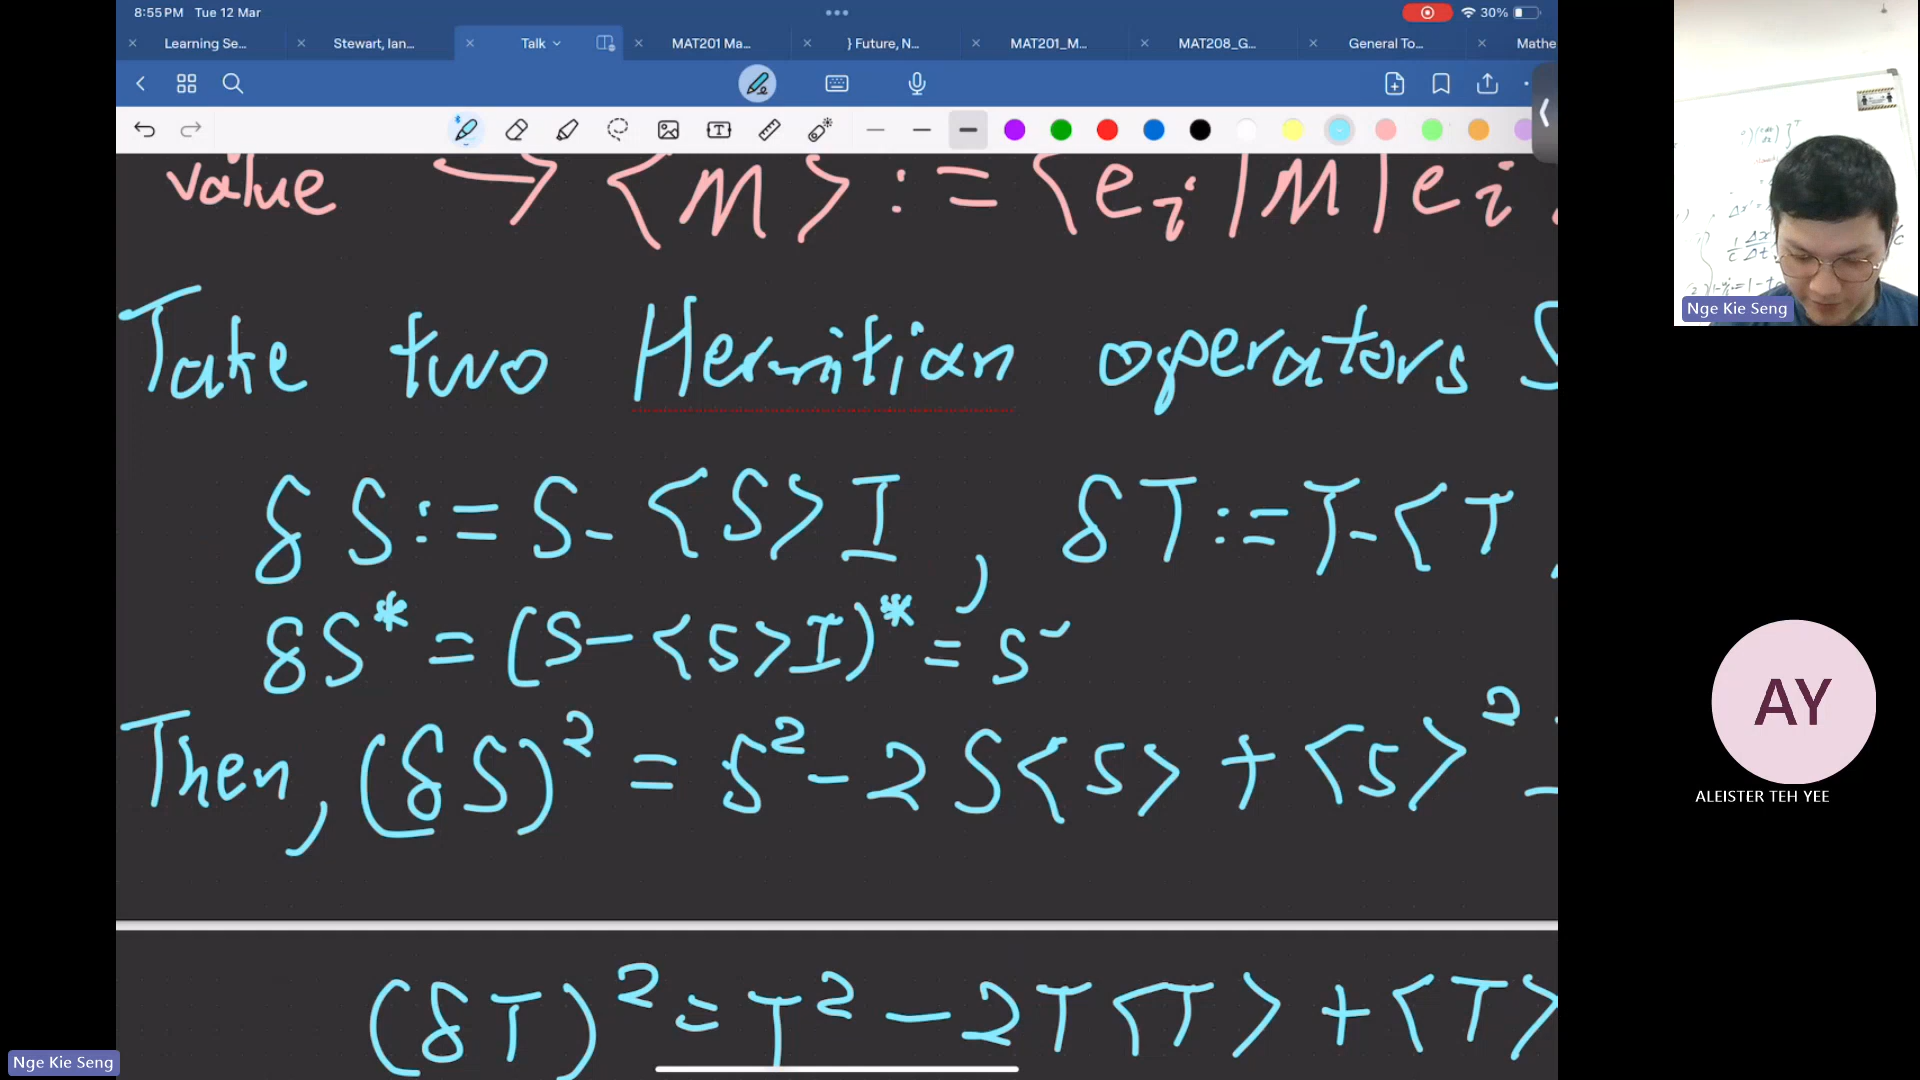 8:55 PM Tue 12 Mar
30%
Learning Se...
Stewart, Ian...
Talk
MAT201 Ma...
} Future, N...
MAT201_M...
MAT208_G...
General To...
Mathe
value → <M> := <ei|M|ei
Take two Hermitian operators S
δS := S - <S> I , δT := T - <T
δS* = (S - <S> I)* = S -
Then, (δS)² = S² - 2S<S> + <S>²
(δT)² = T² - 2T<T> + <T>
Nge Kie Seng
AY
ALEISTER TEH YEE
Nge Kie Seng